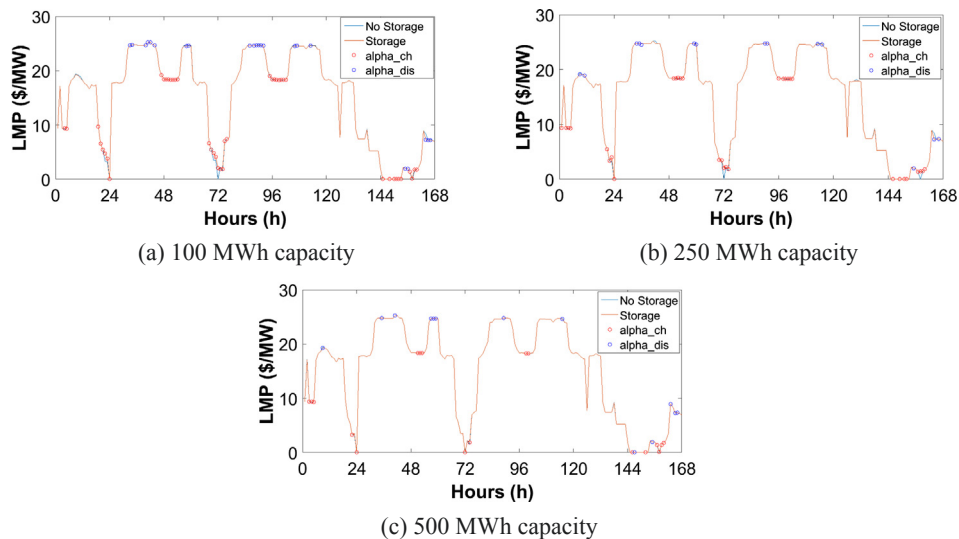 30
20
10
0
LMP ($/MW)
No Storage
Storage
alpha_ch
alpha_dis
0 24 48 72 96 120 144 168
Hours (h)
(a) 100 MWh capacity
30
20
10
0
LMP ($/MW)
No Storage
Storage
alpha_ch
alpha_dis
0 24 48 72 96 120 144 168
Hours (h)
(b) 250 MWh capacity
30
20
10
0
LMP ($/MW)
No Storage
Storage
alpha_ch
alpha_dis
0 24 48 72 96 120 144 168
Hours (h)
(c) 500 MWh capacity